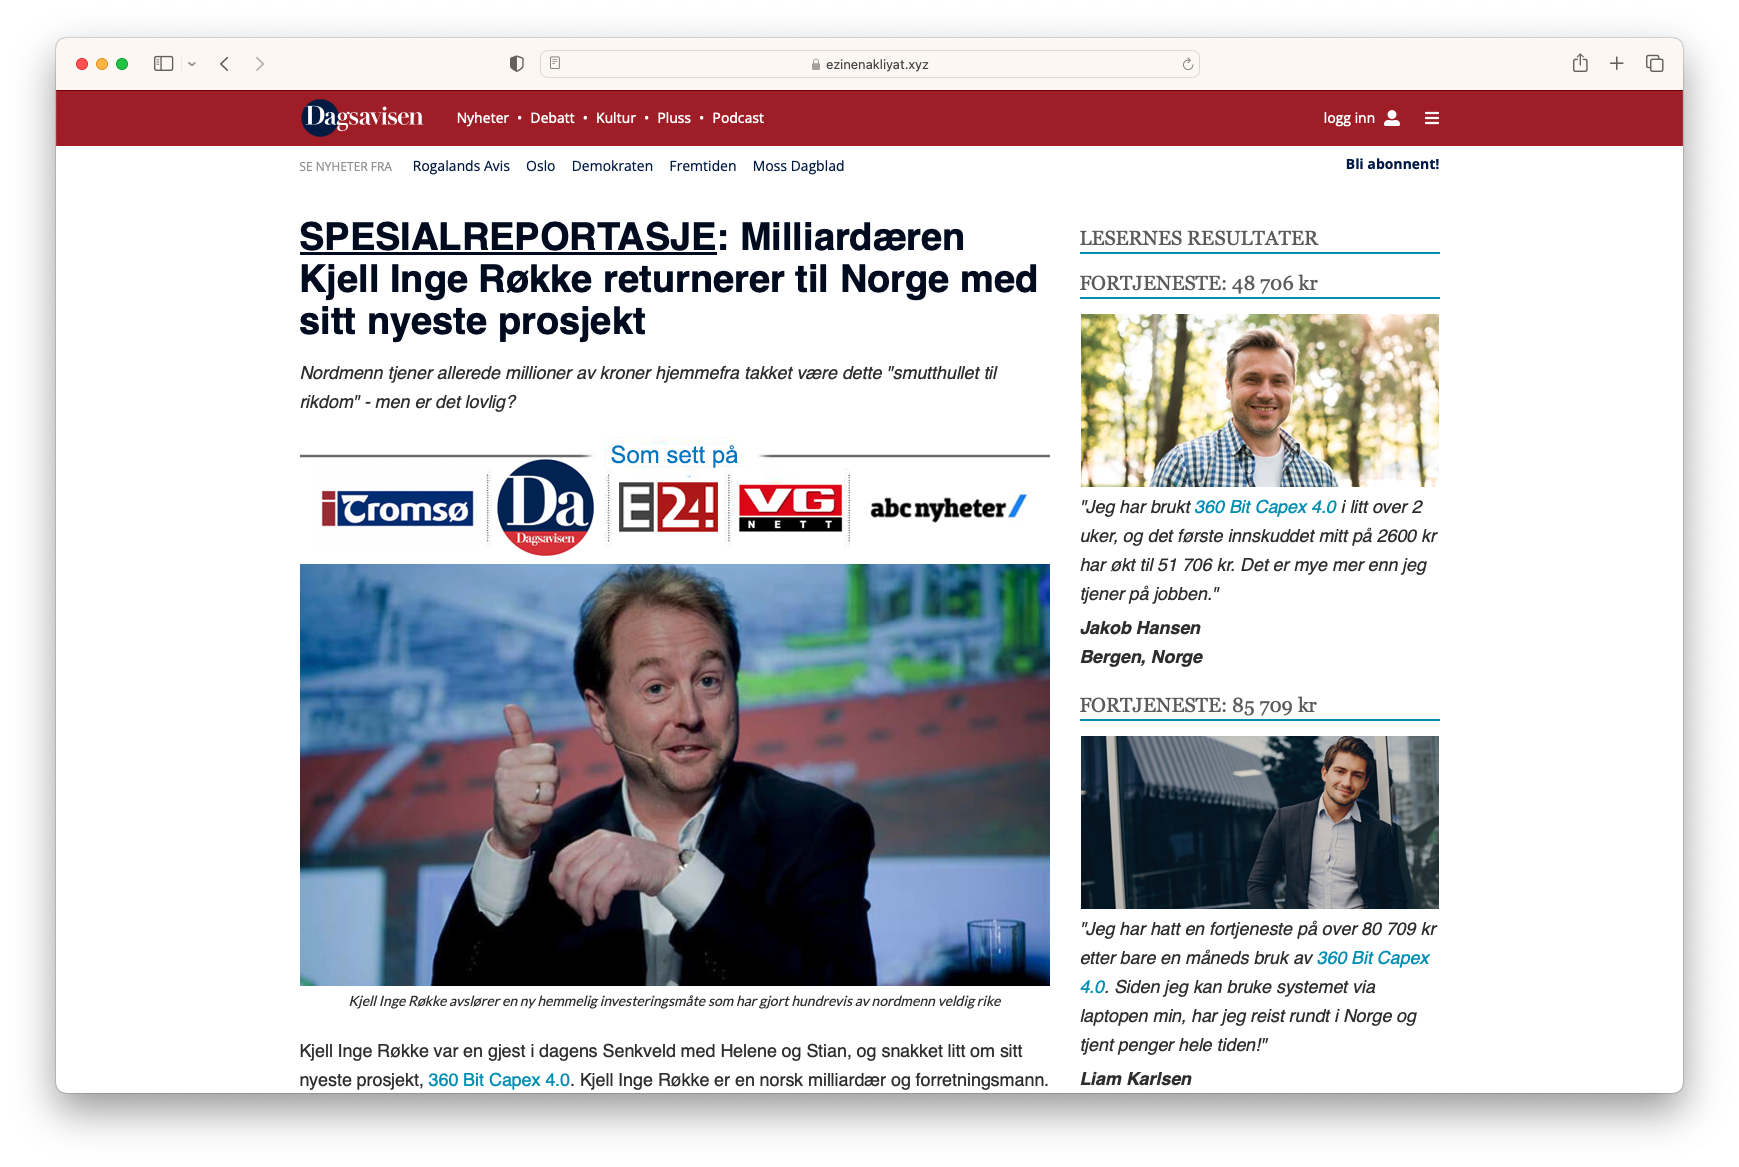 ezinenakliyat.xyz
Dagsavisen
Nyheter • Debatt • Kultur • Pluss • Podcast
logg inn
SE NYHETER FRA Rogalands Avis Oslo Demokraten Fremtiden Moss Dagblad
Bli abonnent!
SPESIALREPORTASJE: Milliardæren
Kjell Inge Røkke returnerer til Norge med
sitt nyeste prosjekt
Nordmenn tjener allerede millioner av kroner hjemmefra takket være dette "smutthullet til
rikdom" - men er det lovlig?
Som sett på
iTromsø
Da
Dagsavisen
E24!
VG
NETT
abc nyheter
Kjell Inge Røkke avslører en ny hemmelig investeringsmåte som har gjort hundrevis av nordmenn veldig rike
Kjell Inge Røkke var en gjest i dagens Senkveld med Helene og Stian, og snakket litt om sitt
nyeste prosjekt, 360 Bit Capex 4.0. Kjell Inge Røkke er en norsk milliardær og forretningsmann.
LESERNES RESULTATER
FORTJENESTE: 48 706 kr
"Jeg har brukt 360 Bit Capex 4.0 i litt over 2
uker, og det første innskuddet mitt på 2600 kr
har økt til 51 706 kr. Det er mye mer enn jeg
tjener på jobben."
Jakob Hansen
Bergen, Norge
FORTJENESTE: 85 709 kr
"Jeg har hatt en fortjeneste på over 80 709 kr
etter bare en måneds bruk av 360 Bit Capex
4.0. Siden jeg kan bruke systemet via
laptopen min, har jeg reist rundt i Norge og
tjent penger hele tiden!"
Liam Karlsen